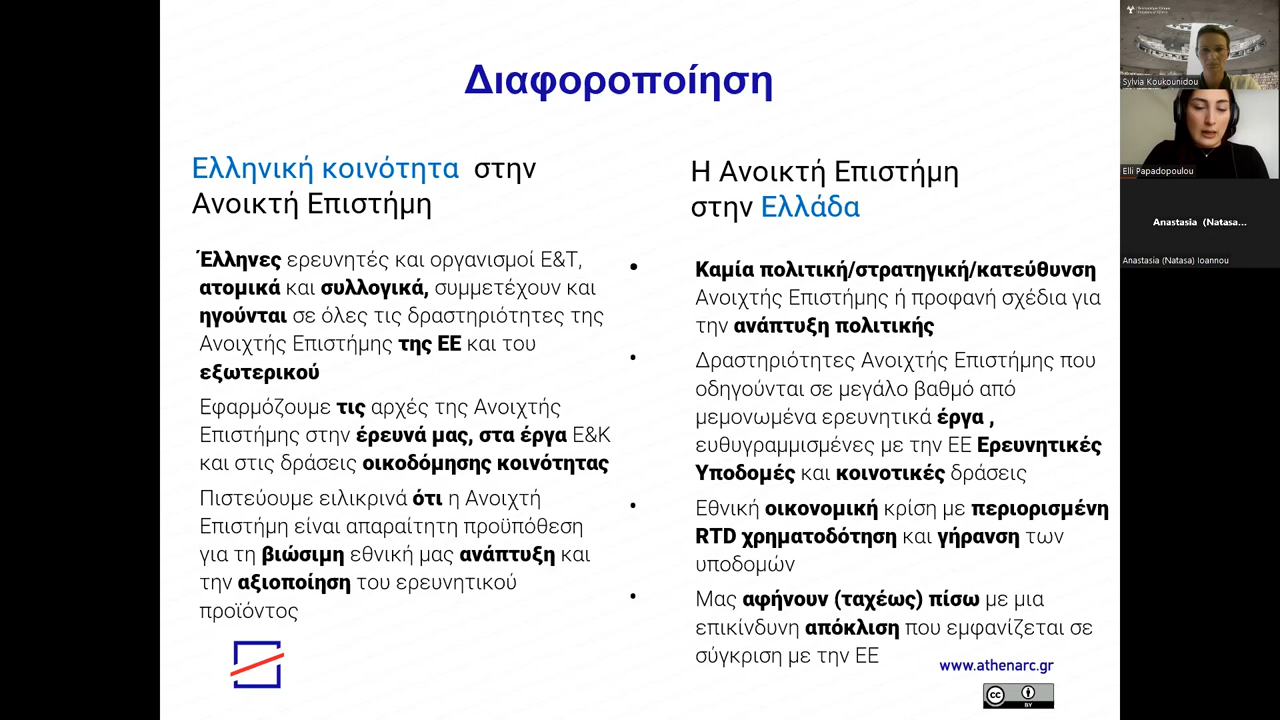 Διαφοροποίηση
Ελληνική κοινότητα στην
Ανοικτή Επιστήμη
Έλληνες ερευνητές και οργανισμοί Ε&Τ,
ατομικά και συλλογικά, συμμετέχουν και
ηγούνται σε όλες τις δραστηριότητες της
Ανοιχτής Επιστήμης της ΕΕ και του
εξωτερικού
Εφαρμόζουμε τις αρχές της Ανοιχτής
Επιστήμης στην έρευνά μας, στα έργα Ε&Κ
και στις δράσεις οικοδόμησης κοινότητας
Πιστεύουμε ειλικρινά ότι η Ανοιχτή
Επιστήμη είναι απαραίτητη προϋπόθεση
για τη βιώσιμη εθνική μας ανάπτυξη και
την αξιοποίηση του ερευνητικού
προϊόντος
Η Ανοικτή Επιστήμη
στην Ελλάδα
• Καμία πολιτική/στρατηγική/κατεύθυνση
Ανοιχτής Επιστήμης ή προφανή σχέδια για
την ανάπτυξη πολιτικής
• Δραστηριότητες Ανοιχτής Επιστήμης που
οδηγούνται σε μεγάλο βαθμό από
μεμονωμένα ερευνητικά έργα ,
ευθυγραμμισμένες με την ΕΕ Ερευνητικές
Υποδομές και κοινοτικές δράσεις
• Εθνική οικονομική κρίση με περιορισμένη
RTD χρηματοδότηση και γήρανση των
υποδομών
• Μας αφήνουν (ταχέως) πίσω με μια
επικίνδυνη απόκλιση που εμφανίζεται σε
σύγκριση με την ΕΕ
www.athenarc.gr
cc
BY
Sylvia Koukounidou
Elli Papadopoulou
Anastasia (Natasa...
Anastasia (Natasa) Ioannou